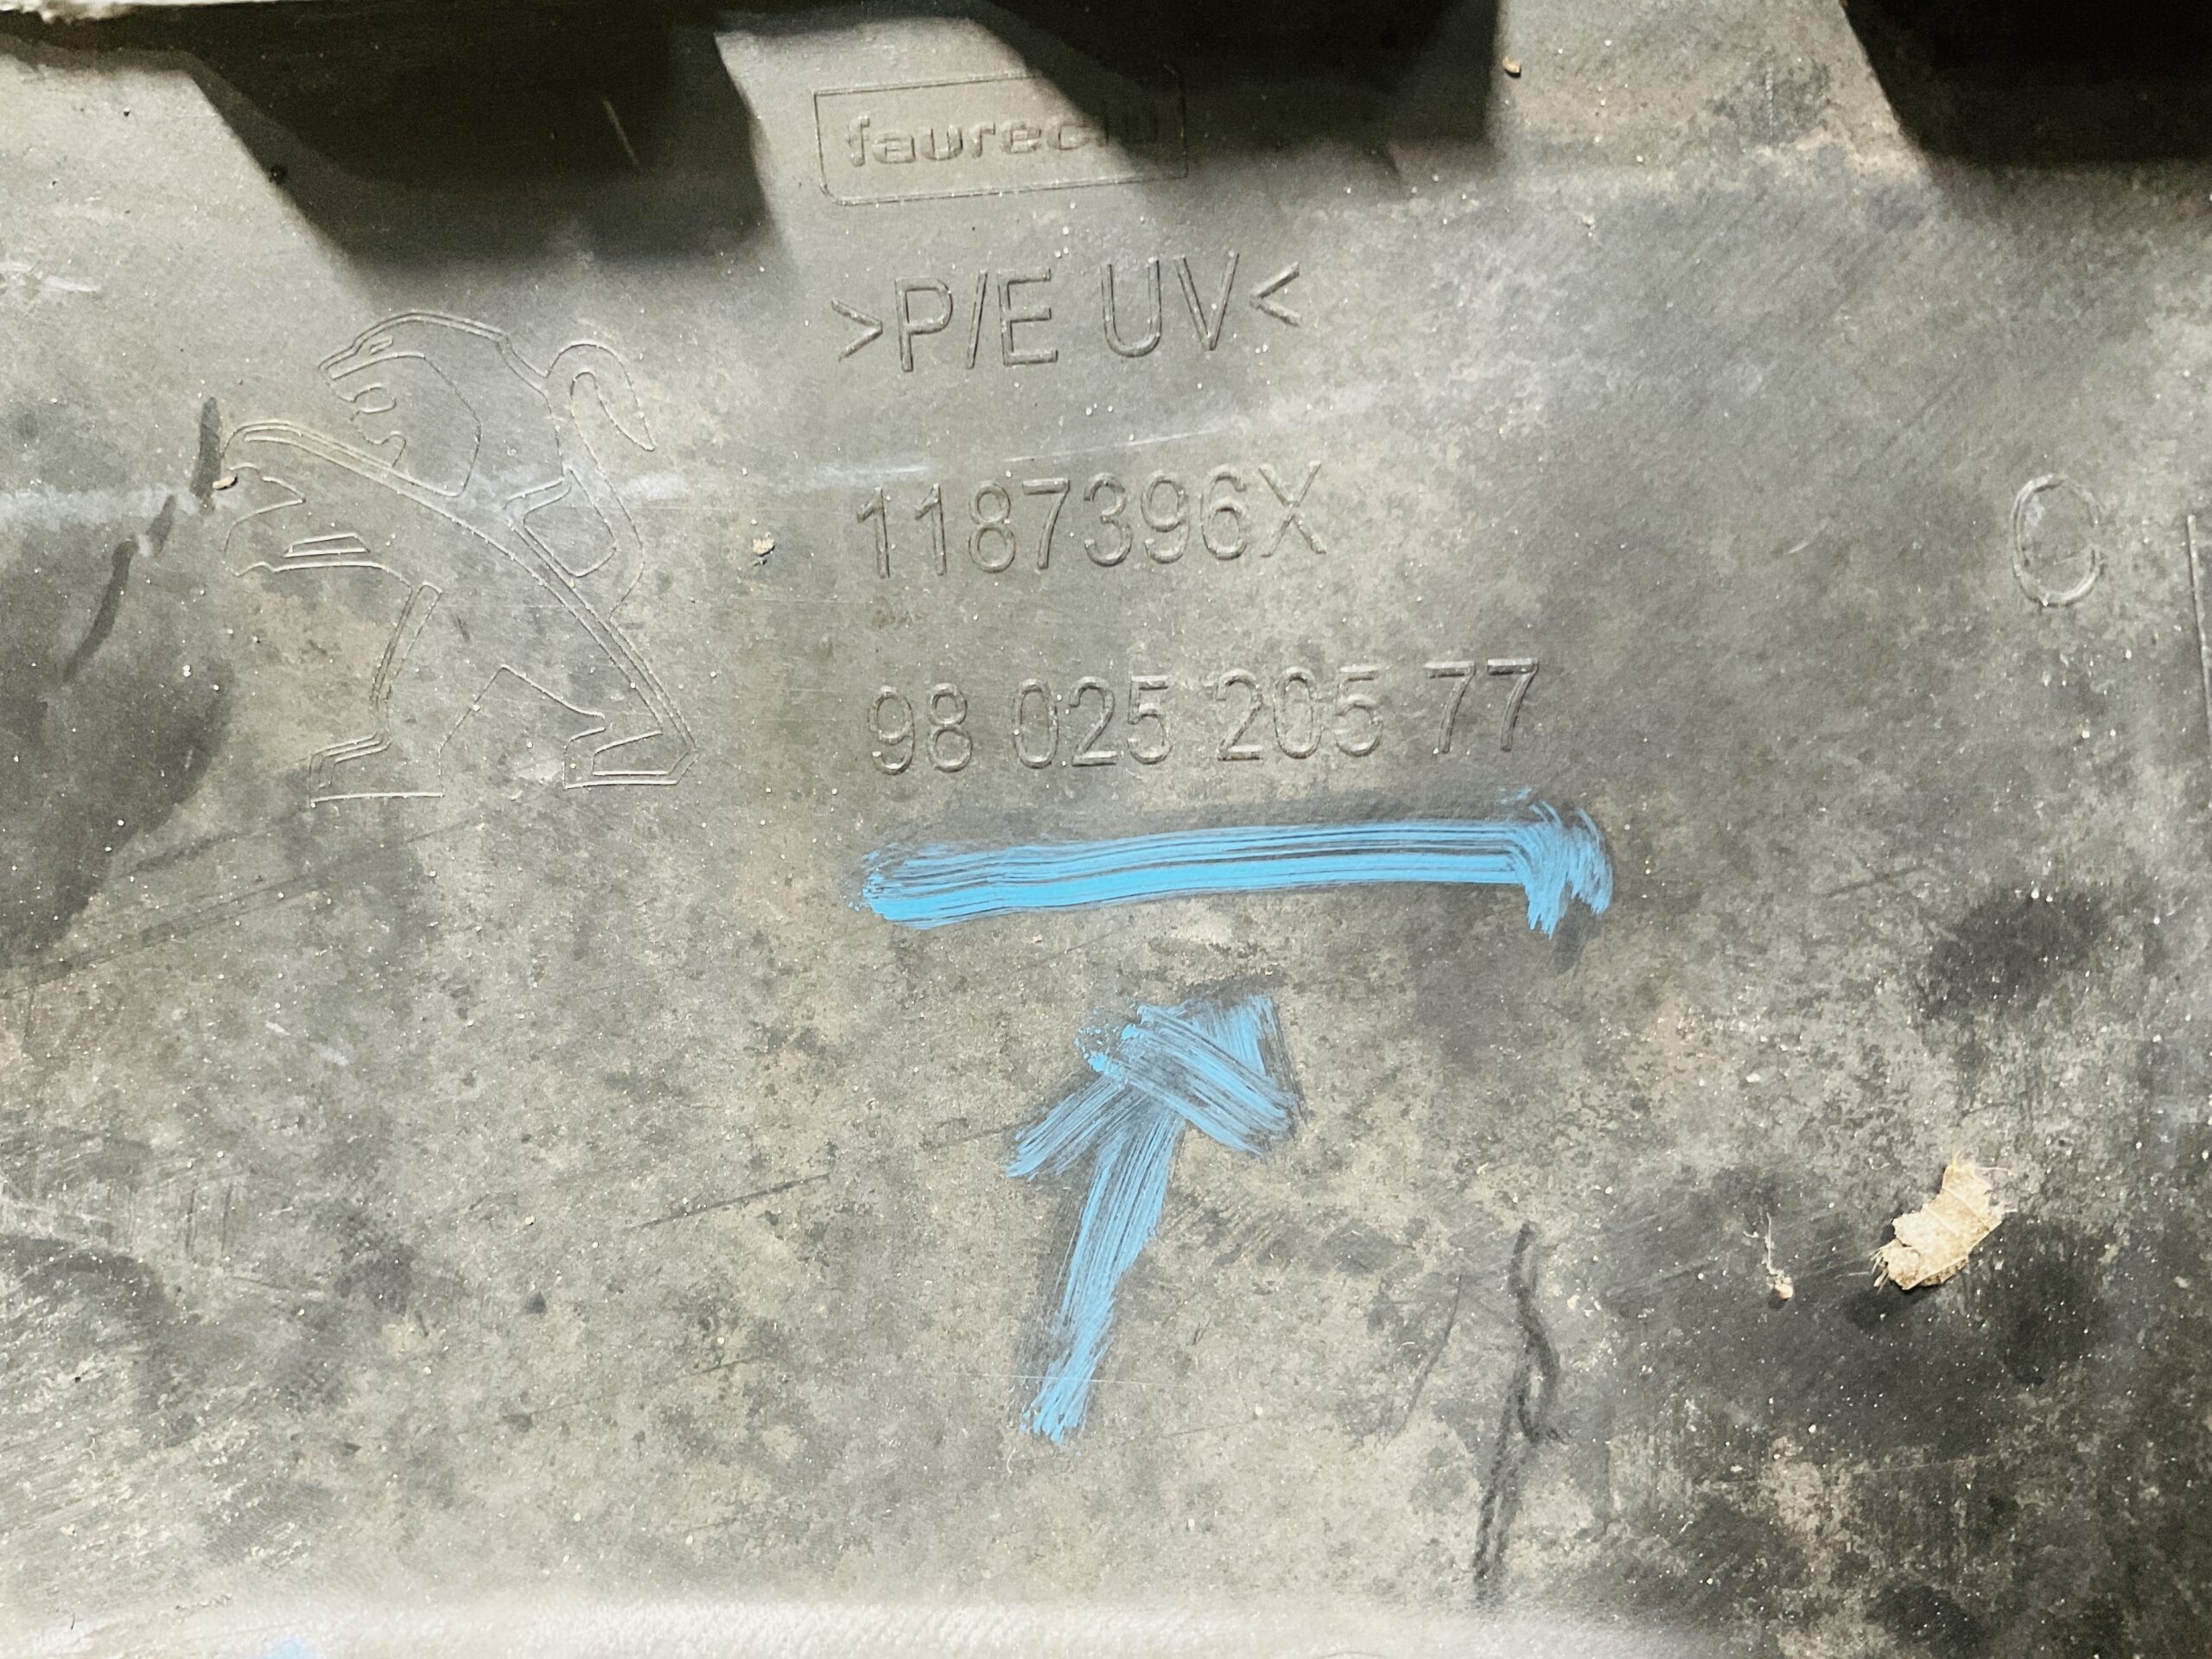 faurecia
>P/E UV<
1187396X
C
98 025 205 77